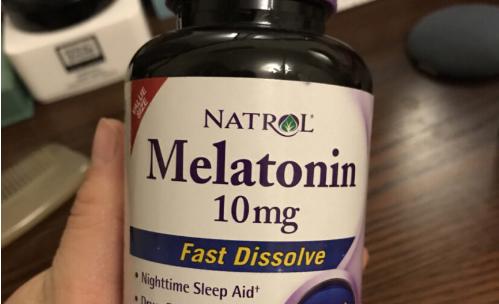 VALUE
SIZE
NATROL®
Melatonin
10mg
Fast Dissolve
• Nighttime Sleep Aid†